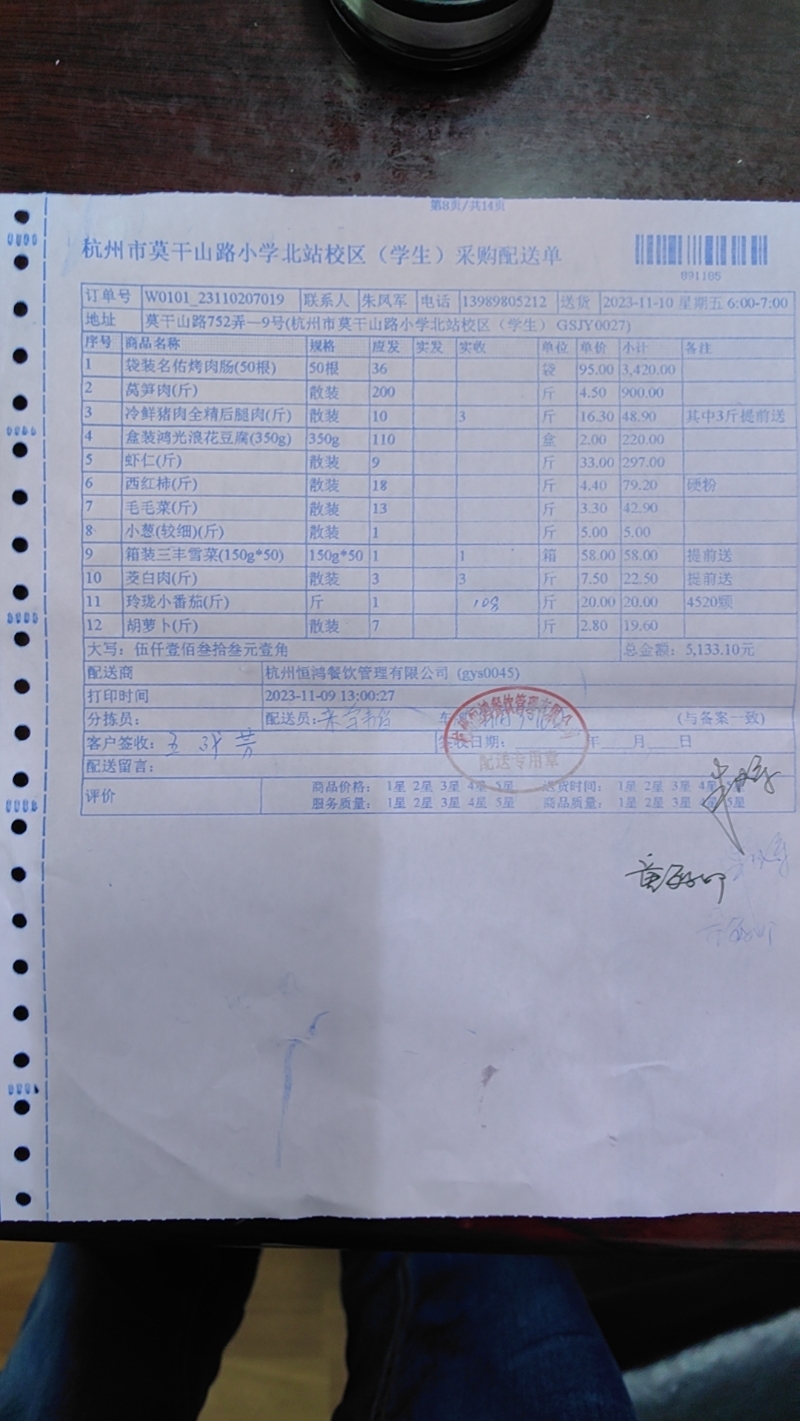 第8页/共14页
杭州市莫干山路小学北站校区（学生）采购配送单
091105
订单号 W0101_23110207019 联系人 朱凤军 电话 13989805212 送货 2023-11-10 星期五 6:00-7:00
地址 莫干山路752弄—9号(杭州市莫干山路小学北站校区（学生） GSJY0027)
序号 商品名称 规格 应发 实发 实收 单位 单价 小计 备注
1 袋装名佑烤肉肠(50根) 50根 36 袋 95.00 3,420.00
2 莴笋肉(斤) 散装 200 斤 4.50 900.00
3 冷鲜猪肉全精后腿肉(斤) 散装 10 3 斤 16.30 48.90 其中3斤提前送
4 盒装鸿光浪花豆腐(350g) 350g 110 盒 2.00 220.00
5 虾仁(斤) 散装 9 斤 33.00 297.00
6 西红柿(斤) 散装 18 斤 4.40 79.20 硬粉
7 毛毛菜(斤) 散装 13 斤 3.30 42.90
8 小葱(较细)(斤) 散装 1 斤 5.00 5.00
9 箱装三丰雪菜(150g*50) 150g*50 1 1 箱 58.00 58.00 提前送
10 茭白肉(斤) 散装 3 3 斤 7.50 22.50 提前送
11 玲珑小番茄(斤) 斤 1 斤 20.00 20.00 4520颗
12 胡萝卜(斤) 散装 7 斤 2.80 19.60
大写：伍仟壹佰叁拾叁元壹角 总金额：5,133.10元
配送商 杭州恒鸿餐饮管理有限公司 (gys0045)
打印时间 2023-11-09 13:00:27
分拣员： 配送员： 车 (与备案一致)
客户签收： 签收日期： 年 月 日
配送专用章
配送留言：
评价 商品价格： 1星 2星 3星 4星 5星 送货时间： 1星 2星 3星 4星 5星
服务质量： 1星 2星 3星 4星 5星 商品质量： 1星 2星 3星 4星 5星